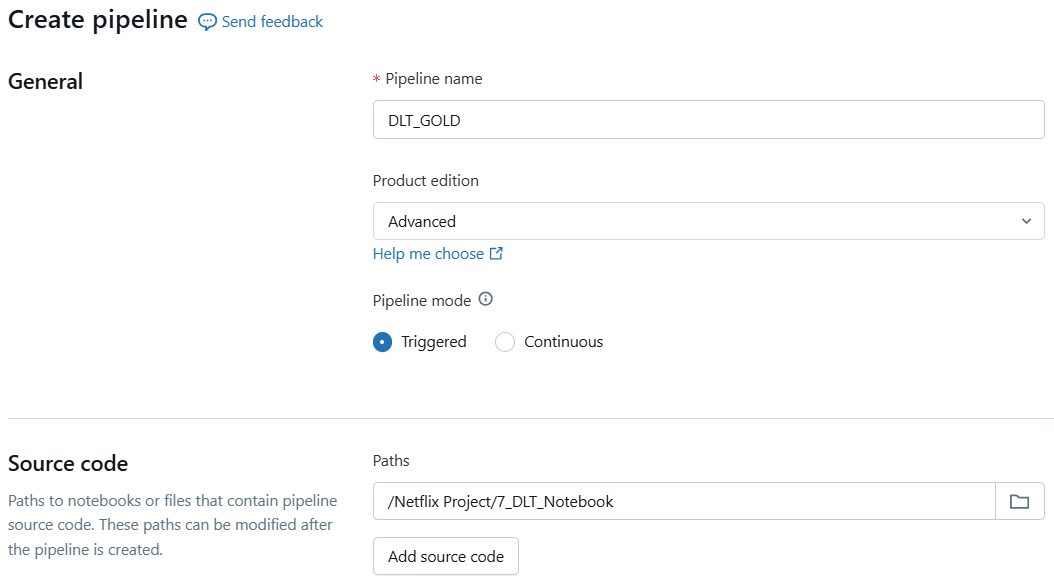 Create pipeline Send feedback
General
* Pipeline name
DLT_GOLD
Product edition
Advanced
Help me choose
Pipeline mode
Triggered Continuous
Source code
Paths to notebooks or files that contain pipeline
source code. These paths can be modified after
the pipeline is created.
Paths
/Netflix Project/7_DLT_Notebook
Add source code